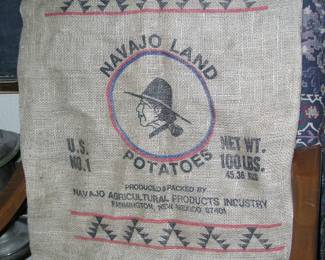 NAVAJO LAND
POTATOES
U.S.
NO.1
NET WT.
100 LBS.
45.36 KGS
PRODUCED & PACKED BY
NAVAJO AGRICULTURAL PRODUCTS INDUSTRY
FARMINGTON, NEW MEXICO 87401